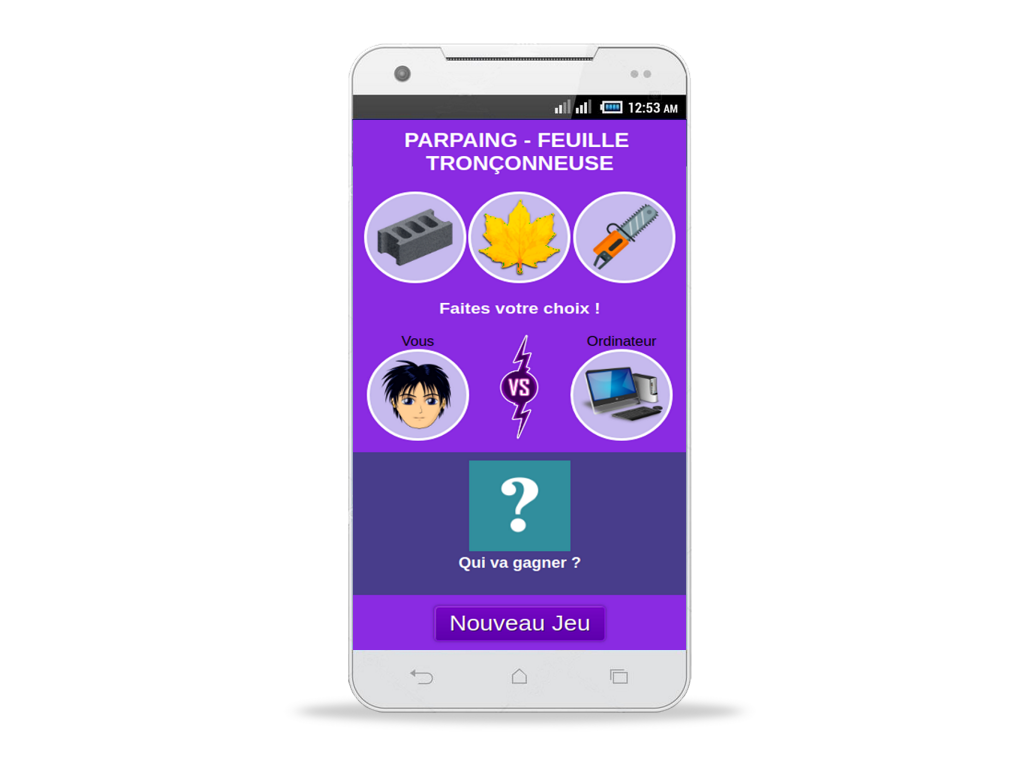 12:53 AM
PARPAING - FEUILLE
TRONÇONNEUSE
Faites votre choix !
Vous
VS
Ordinateur
?
Qui va gagner ?
Nouveau Jeu